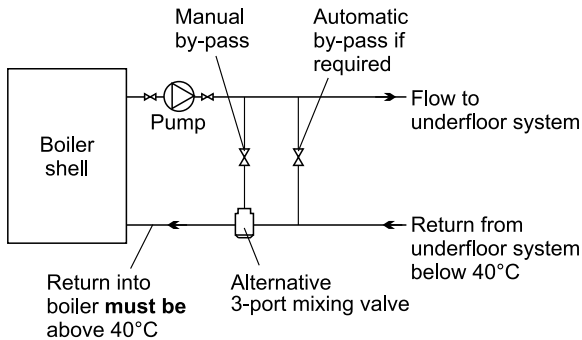 Manual
by-pass
Automatic
by-pass if
required
Boiler
shell
Pump
Flow to
underfloor system
Return from
underfloor system
below 40°C
Return into
boiler must be
above 40°C
Alternative
3-port mixing valve